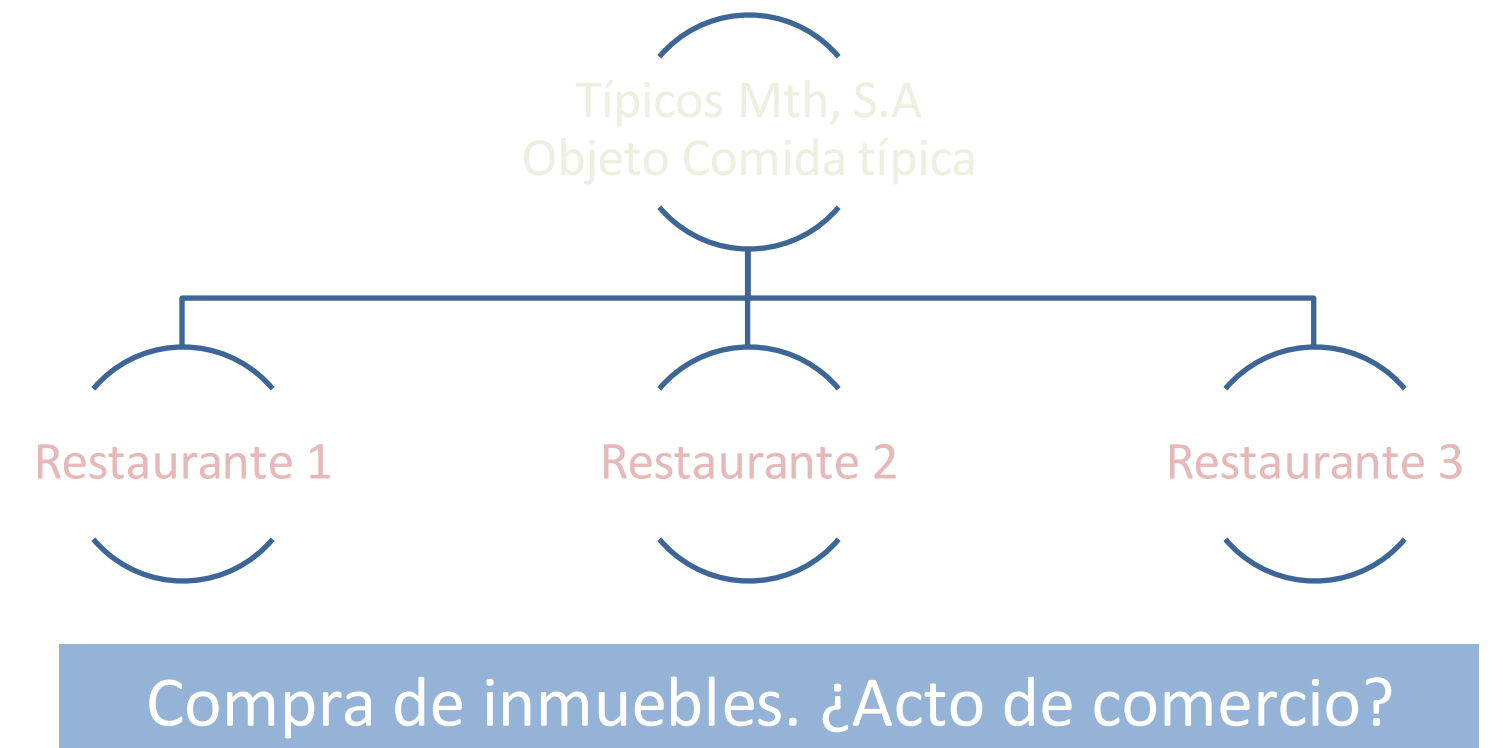 Típicos Mth, S.A
Objeto Comida típica
Restaurante 1
Restaurante 2
Restaurante 3
Compra de inmuebles. ¿Acto de comercio?